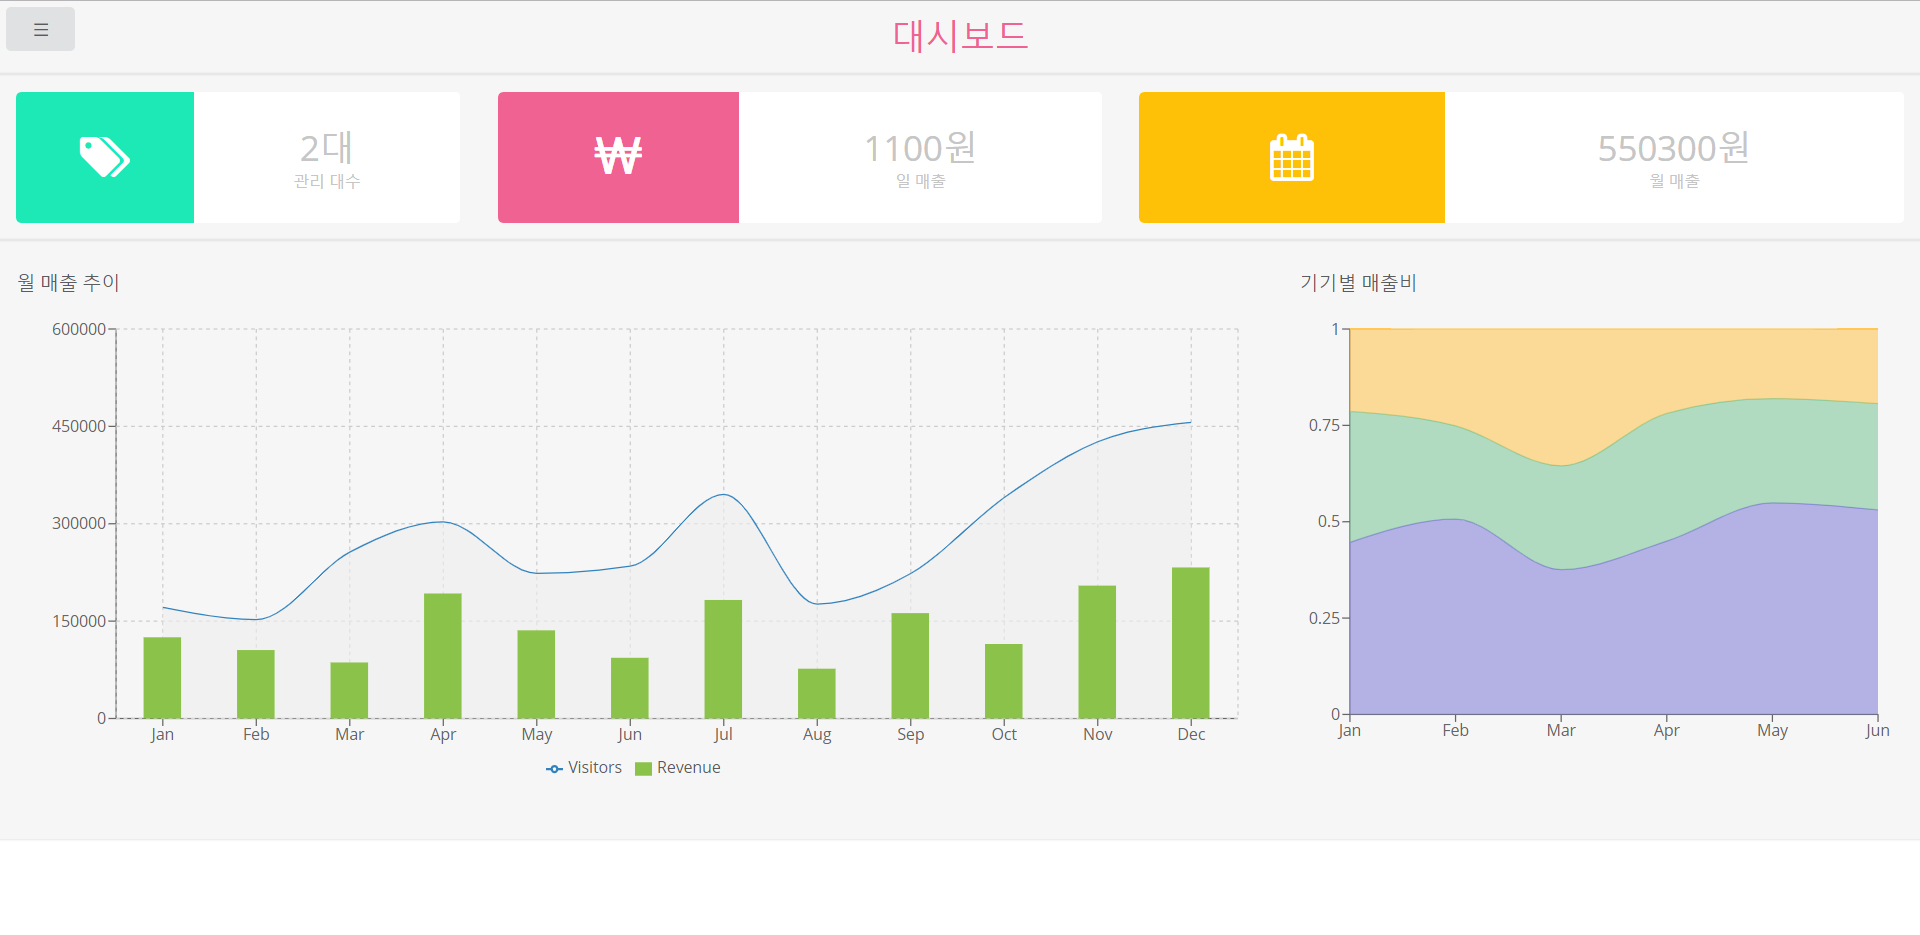 대시보드
2대
관리 대수
1100원
일 매출
550300원
월 매출
월 매출 추이
600000
450000
300000
150000
0
Jan Feb Mar Apr May Jun Jul Aug Sep Oct Nov Dec
Visitors Revenue
기기별 매출비
1
0.75
0.5
0.25
0
Jan Feb Mar Apr May Jun